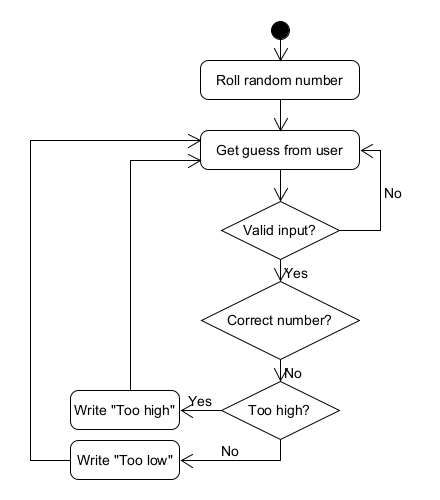 Roll random number
Get guess from user
No
Valid input?
Yes
Correct number?
No
Yes
Write "Too high"
Too high?
No
Write "Too low"